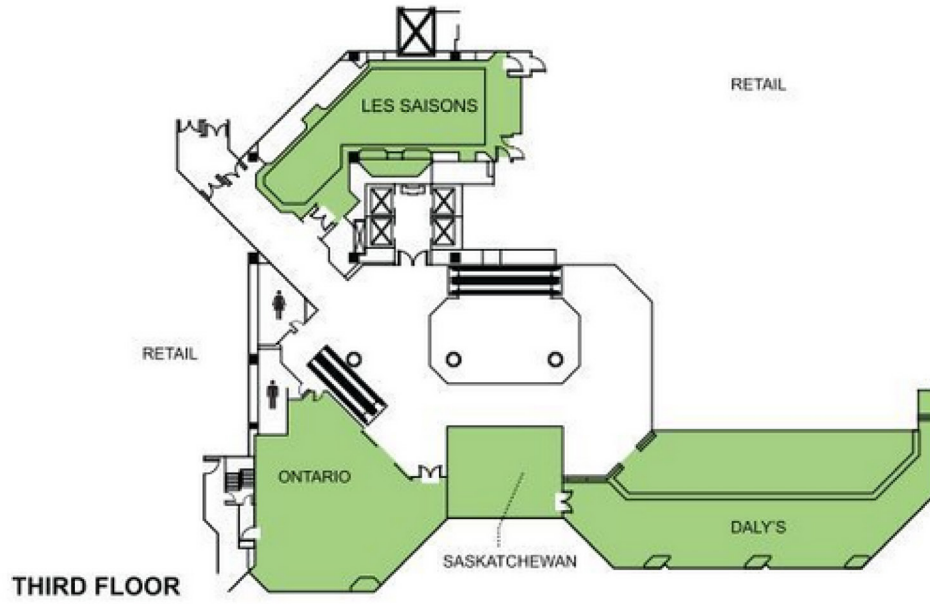 LES SAISONS
RETAIL
RETAIL
ONTARIO
DALY'S
SASKATCHEWAN
THIRD FLOOR